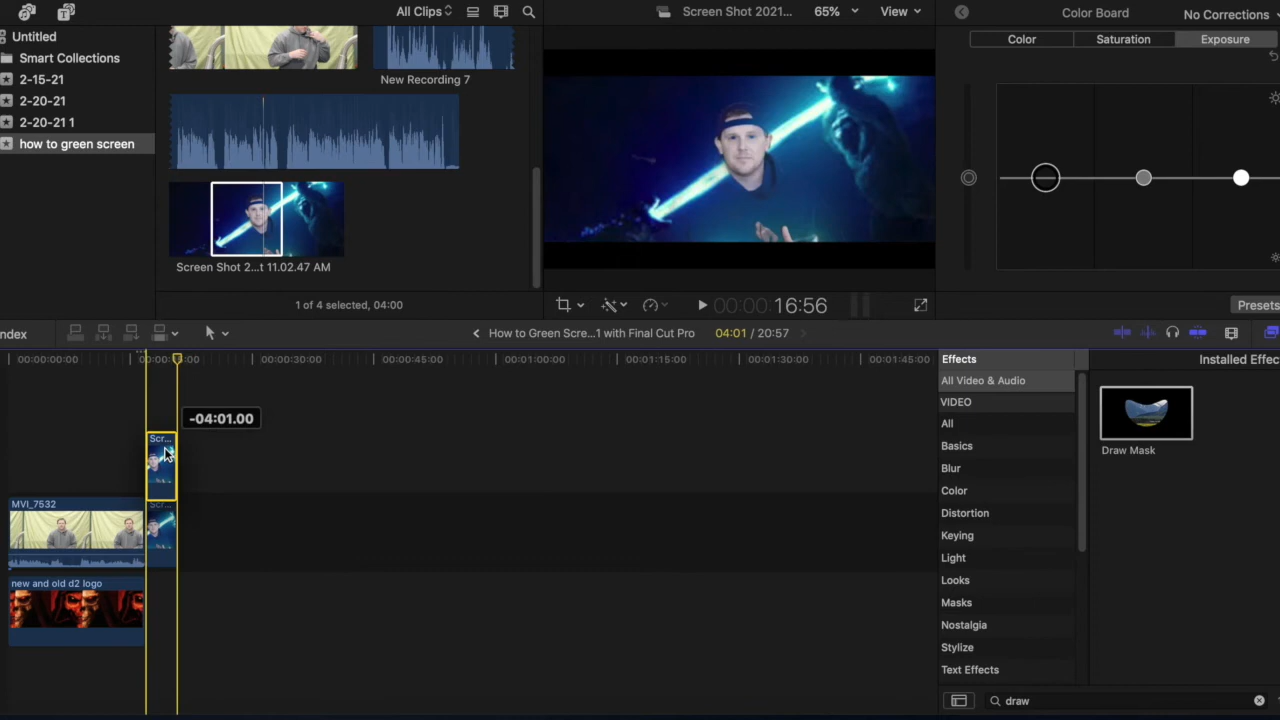 All Clips
Screen Shot 2021...
65%
View
Color Board
No Corrections
Untitled
Smart Collections
2-15-21
2-20-21
2-20-21 1
how to green screen
New Recording 7
Screen Shot 2...t 11.02.47 AM
1 of 4 selected, 04:00
Color
Saturation
Exposure
00:00:00:16:56
Presets
ndex
How to Green Scre...1 with Final Cut Pro
04:01 / 20:57
00:00:00:00
00:00:30:00
00:00:45:00
00:01:00:00
00:01:15:00
00:01:30:00
00:01:45:00
-04:01.00
Scr...
MVI_7532
Scr...
new and old d2 logo
Effects
Installed Effec
All Video & Audio
VIDEO
All
Basics
Blur
Color
Distortion
Keying
Light
Looks
Masks
Nostalgia
Stylize
Text Effects
Draw Mask
draw